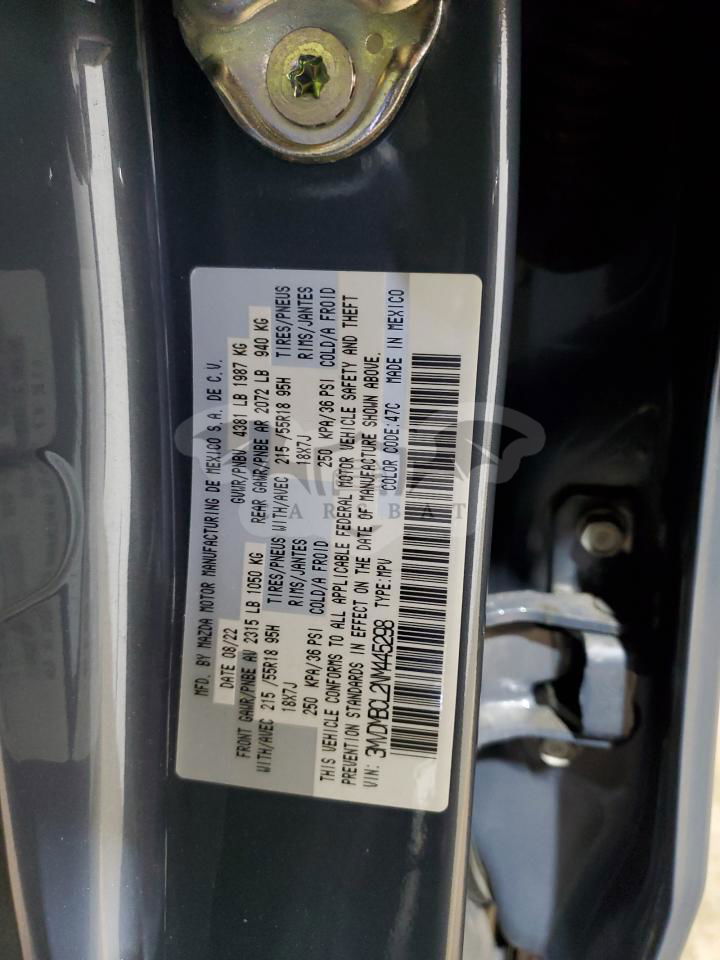 MFD. BY MAZDA MOTOR MANUFACTURING DE MEXICO S.A. DE C.V.
DATE 08/22 GVWR/PNBV 4381 LB 1987 KG
FRONT GAWR/PNBE AV 2315 LB 1050 KG REAR GAWR/PNBE AR 2072 LB 940 KG
WITH/AVEC 215 /55R18 95H TIRES/PNEUS WITH/AVEC 215 /55R18 95H TIRES/PNEUS
18X7J RIMS/JANTES 18X7J RIMS/JANTES
250 KPA/36 PSI COLD/A FROID 250 KPA/36 PSI COLD/A FROID
THIS VEHICLE CONFORMS TO ALL APPLICABLE FEDERAL MOTOR VEHICLE SAFETY AND THEFT
PREVENTION STANDARDS IN EFFECT ON THE DATE OF MANUFACTURE SHOWN ABOVE.
VIN: 3MVDMBCL2NM445298 TYPE:MPV COLOR CODE:47C MADE IN MEXICO